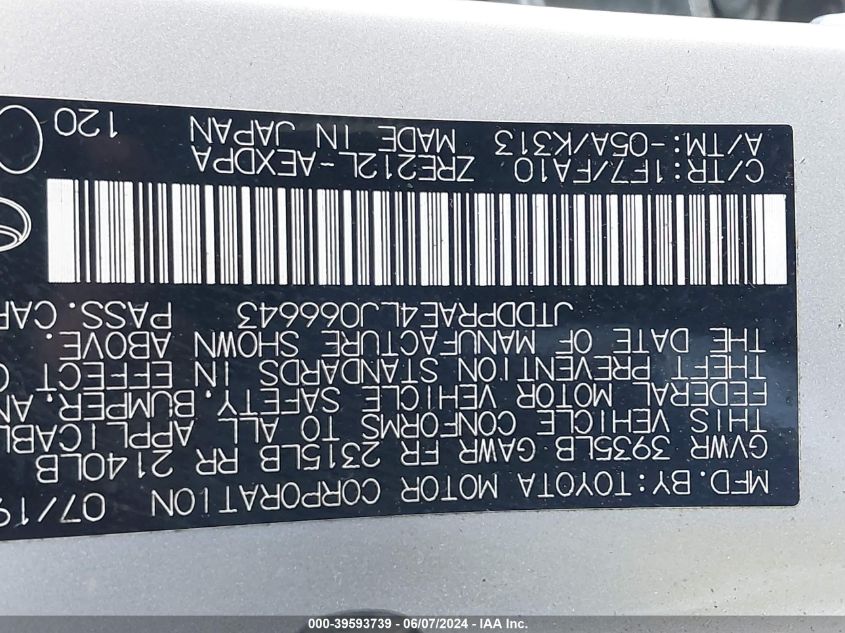 MFD. BY: TOYOTA MOTOR CORPORATION 07/19
GVWR 3935LB GAWR FR 2315LB RR 2140LB
THIS VEHICLE CONFORMS TO ALL APPLICABL
FEDERAL MOTOR VEHICLE SAFETY, BUMPER, AN
THEFT PREVENTION STANDARDS IN EFFECT O
THE DATE OF MANUFACTURE SHOWN ABOVE.
JTDDPRAE4LJ066643 PASS. CAR
C/TR: 1F7/FA10 ZRE212L-AEXDPA 120
A/TM: -05A/K313 MADE IN JAPAN
000-39593739 - 06/07/2024 - IAA Inc.